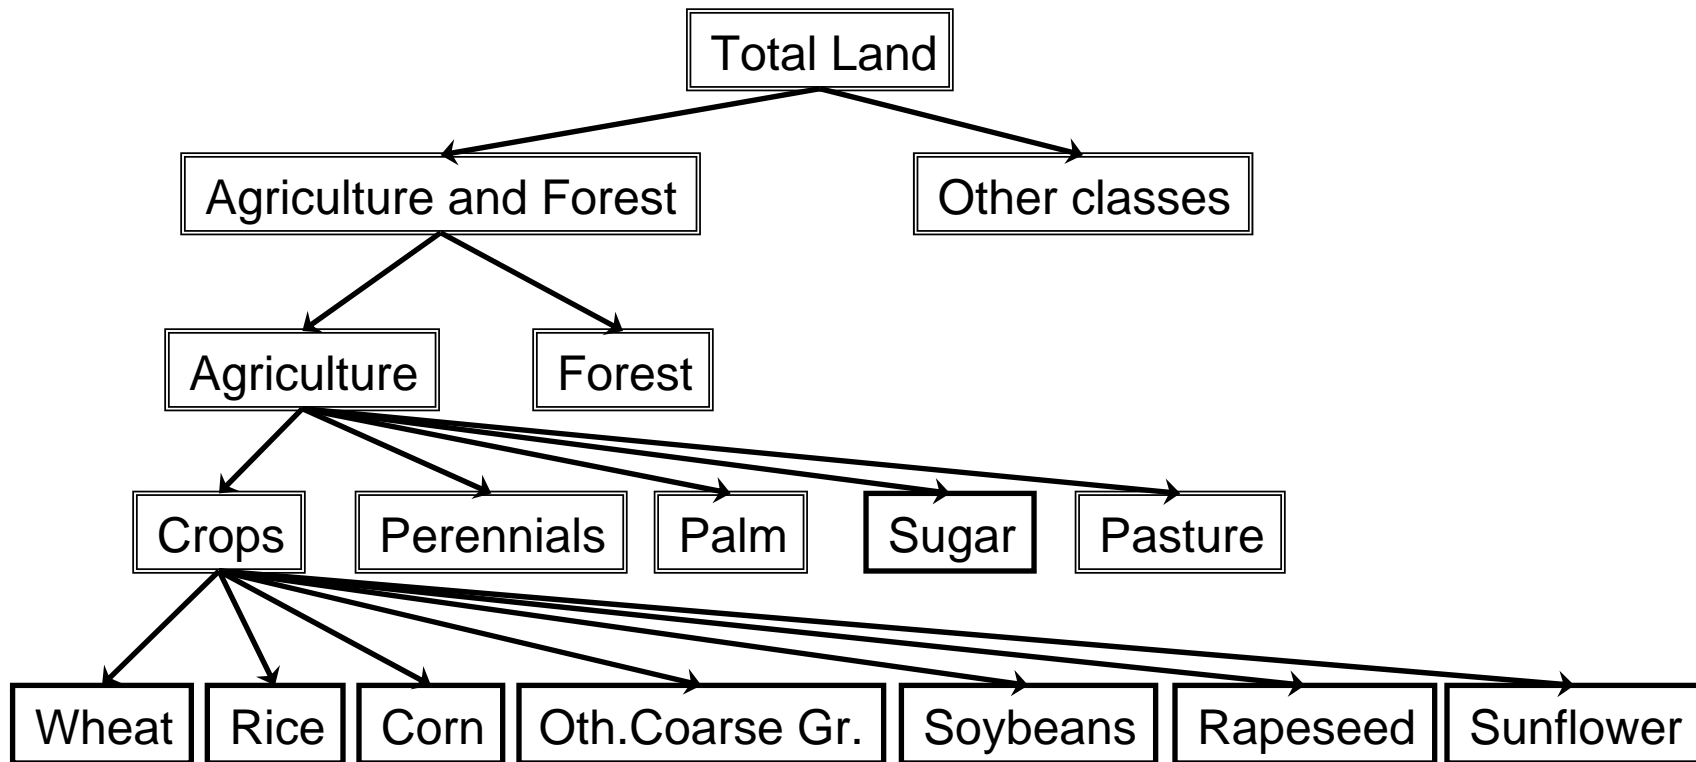 Total Land
Agriculture and Forest
Other classes
Agriculture
Forest
Crops
Perennials
Palm
Sugar
Pasture
Wheat
Rice
Corn
Oth.Coarse Gr.
Soybeans
Rapeseed
Sunflower